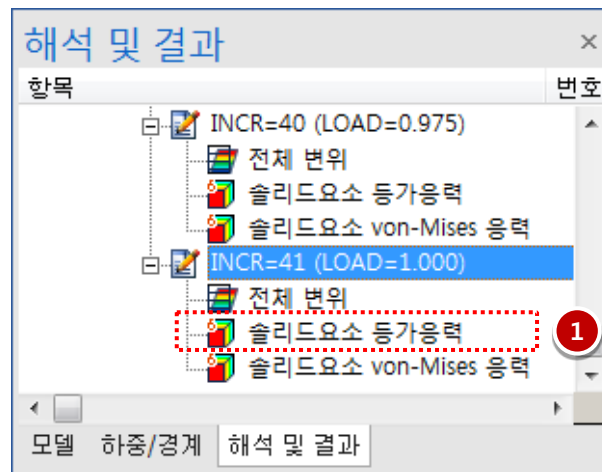 해석 및 결과
항목 번호
INCR=40 (LOAD=0.975)
전체 변위
솔리드요소 등가응력
솔리드요소 von-Mises 응력
INCR=41 (LOAD=1.000)
전체 변위
솔리드요소 등가응력 1
솔리드요소 von-Mises 응력
모델 하중/경계 해석 및 결과